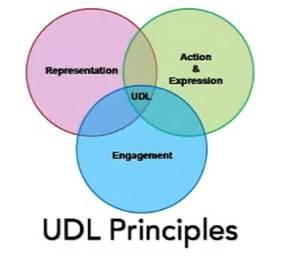 Representation
Action
&
Expression
UDL
Engagement
UDL Principles